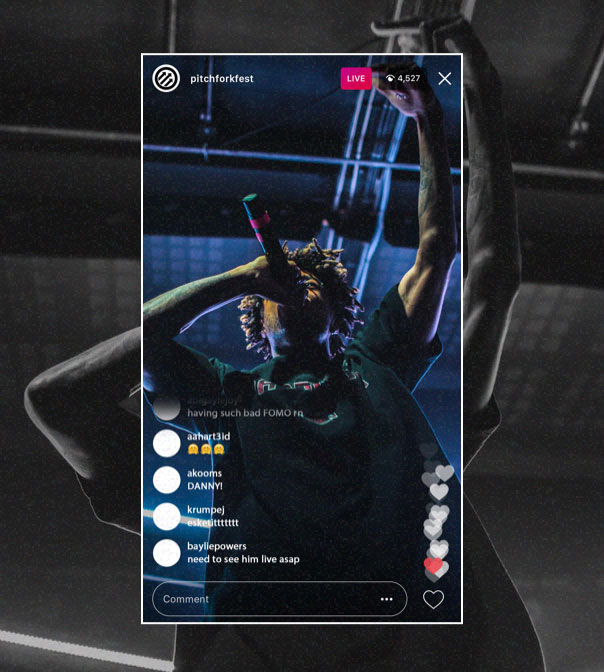 pitchforkfest
LIVE
4,527
having such bad FOMO rn
aahart3id
akooms
DANNY!
krumpej
esketittttttt
bayliepowers
need to see him live asap
Comment